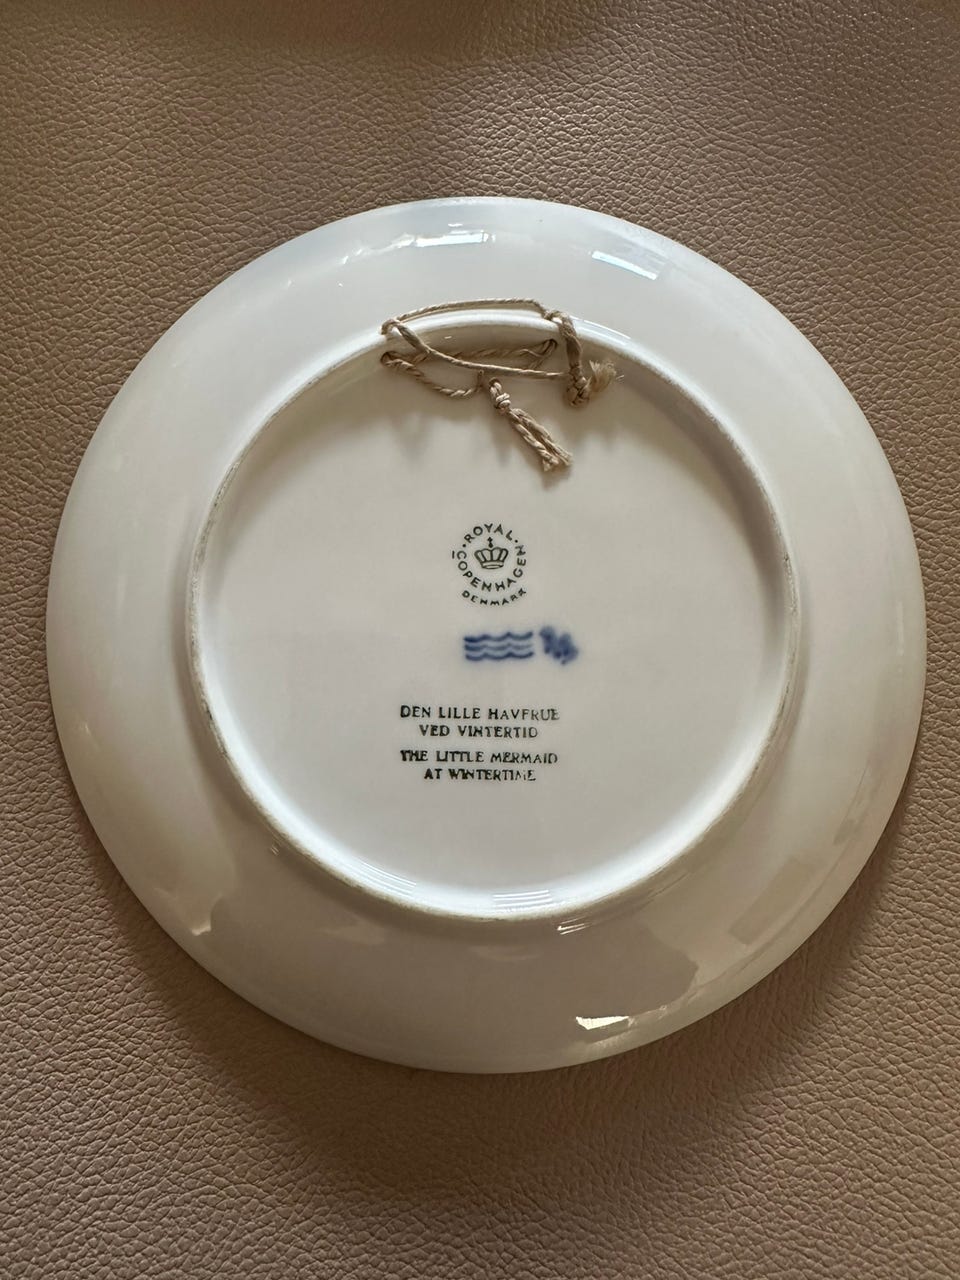 ROYAL
COPENHAGEN
DENMARK
DEN LILLE HAVFRUE
VED VINTERTID
THE LITTLE MERMAID
AT WINTERTIME